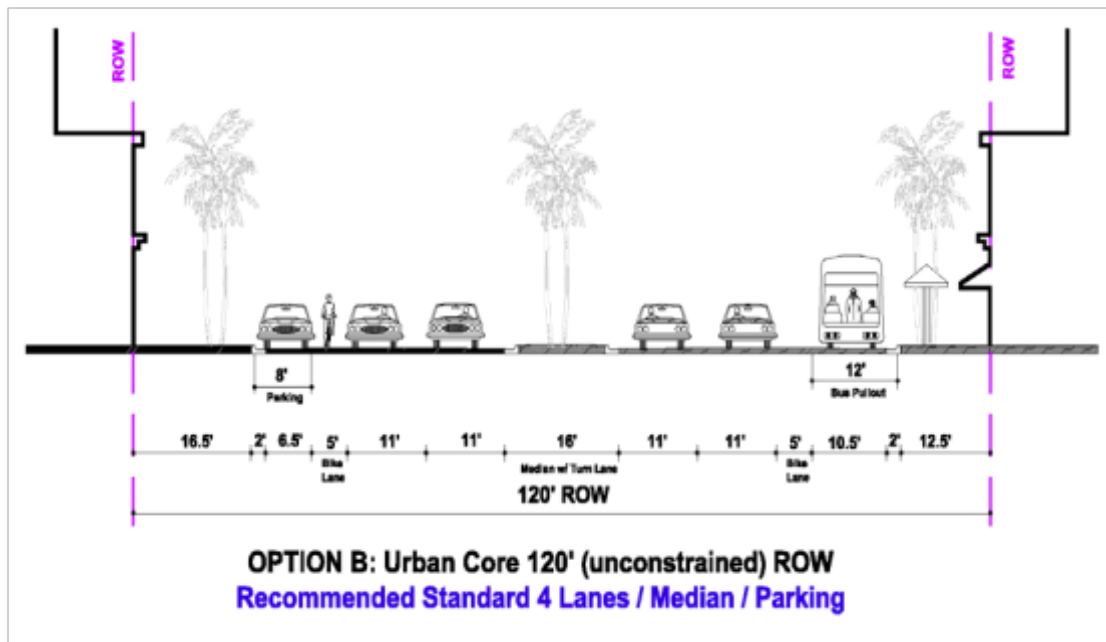 ROW
ROW
8'
Parking
12'
Bus Pullout
16.5' 2' 6.5' 5' 11' 11' 16' 11' 11' 5' 10.5' 2' 12.5'
Bike Lane
Median w/ Turn Lane
Bike Lane
120' ROW
OPTION B: Urban Core 120' (unconstrained) ROW
Recommended Standard 4 Lanes / Median / Parking